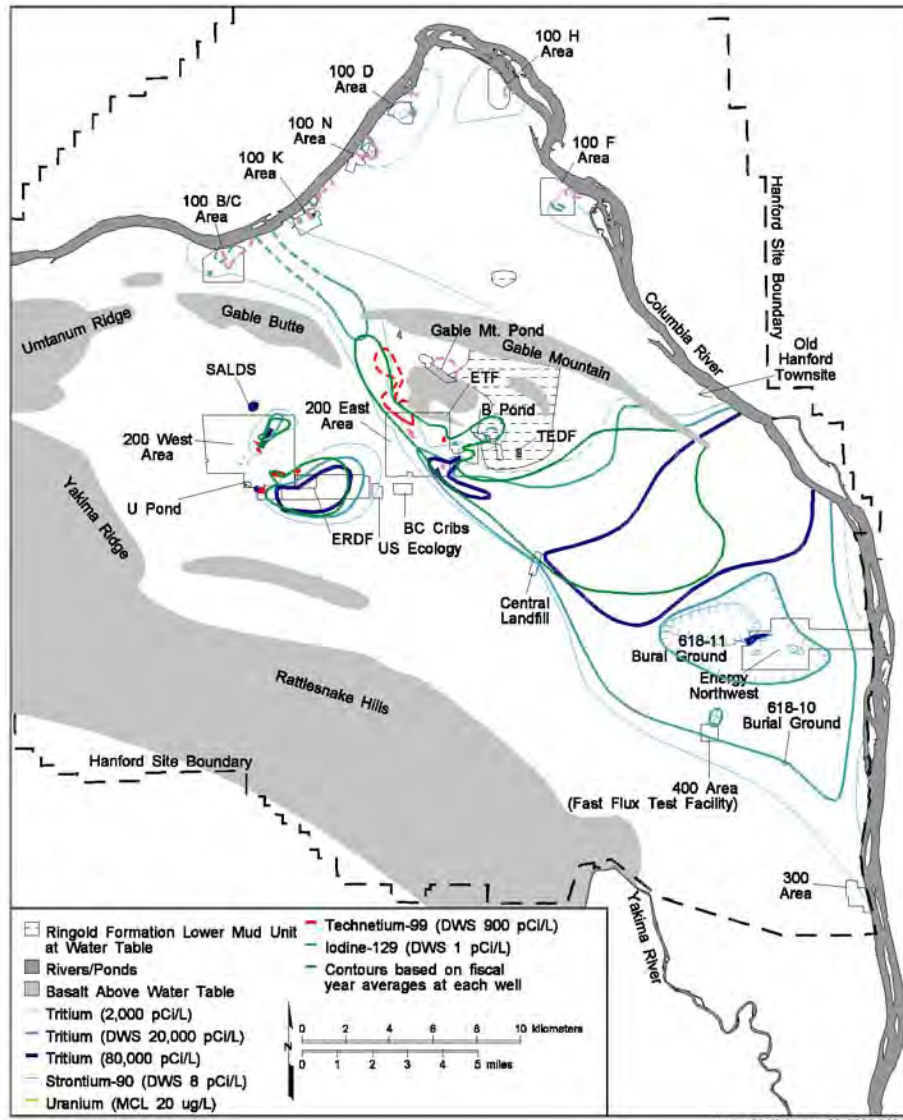 100 H
Area
100 D
Area
100 N
Area
100 K
Area
100 F
Area
100 B/C
Area
Hanford Site Boundary
Columbia River
Umtanum Ridge
Gable Butte
Gable Mt. Pond
Gable Mountain
Old
Hanford
Townsite
SALDS
ETF
200 East
Area
B Pond
200 West
Area
TEDF
U Pond
Yakima Ridge
ERDF
BC Cribs
US Ecology
Central
Landfill
618-11
Bural Ground
Energy
Northwest
Rattlesnake Hills
618-10
Burial Ground
Hanford Site Boundary
400 Area
(Fast Flux Test Facility)
300
Area
Yakima River
Ringold Formation Lower Mud Unit
at Water Table
Rivers/Ponds
Basalt Above Water Table
Tritium (2,000 pCi/L)
Tritium (DWS 20,000 pCi/L)
Tritium (80,000 pCi/L)
Strontium-90 (DWS 8 pCi/L)
Uranium (MCL 20 ug/L)
Technetium-99 (DWS 900 pCi/L)
Iodine-129 (DWS 1 pCi/L)
Contours based on fiscal
year averages at each well
N
0 2 4 6 8 10 kilometers
0 1 2 3 4 5 miles